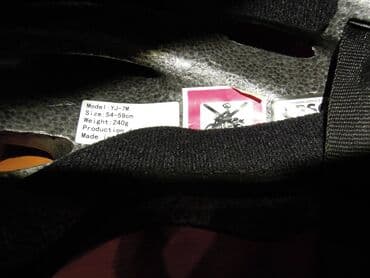 Model:YJ-7M
Size:54-59cm
Weight:240g
Production
Made